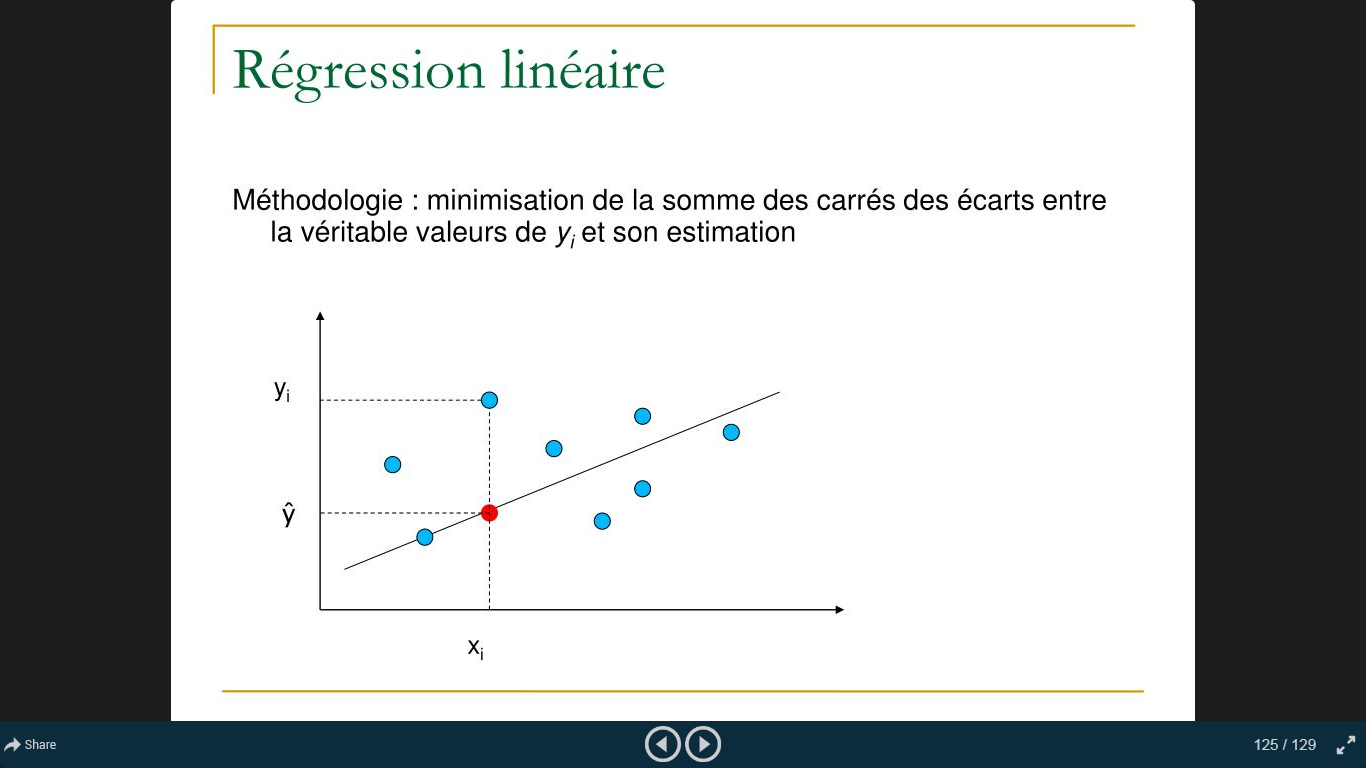 Régression linéaire
Méthodologie : minimisation de la somme des carrés des écarts entre
la véritable valeurs de yi et son estimation
yi
ŷ
xi
Share
125 / 129